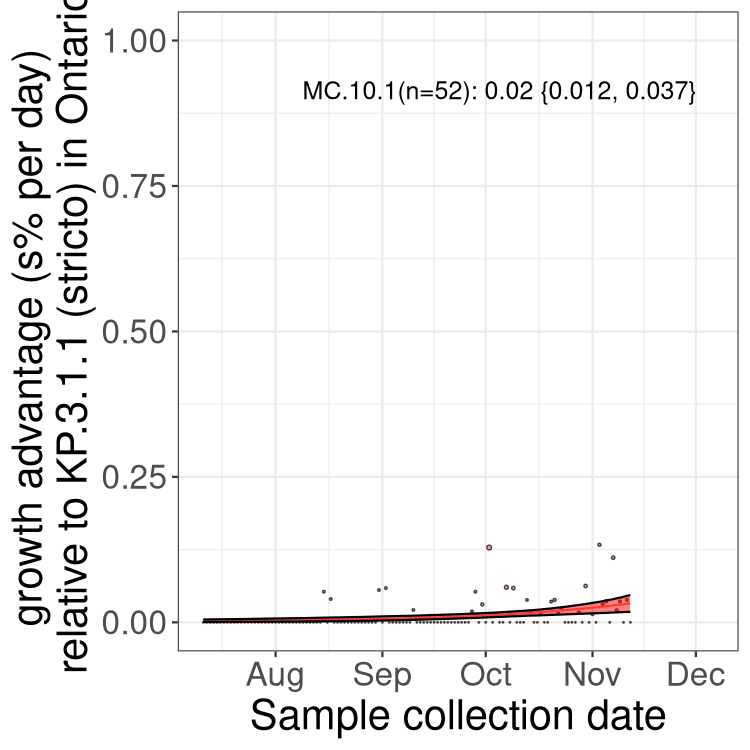 growth advantage (s% per day)
relative to KP.3.1.1 (stricto) in Ontario
1.00
MC.10.1(n=52): 0.02 {0.012, 0.037}
0.75
0.50
0.25
0.00
Aug Sep Oct Nov Dec
Sample collection date